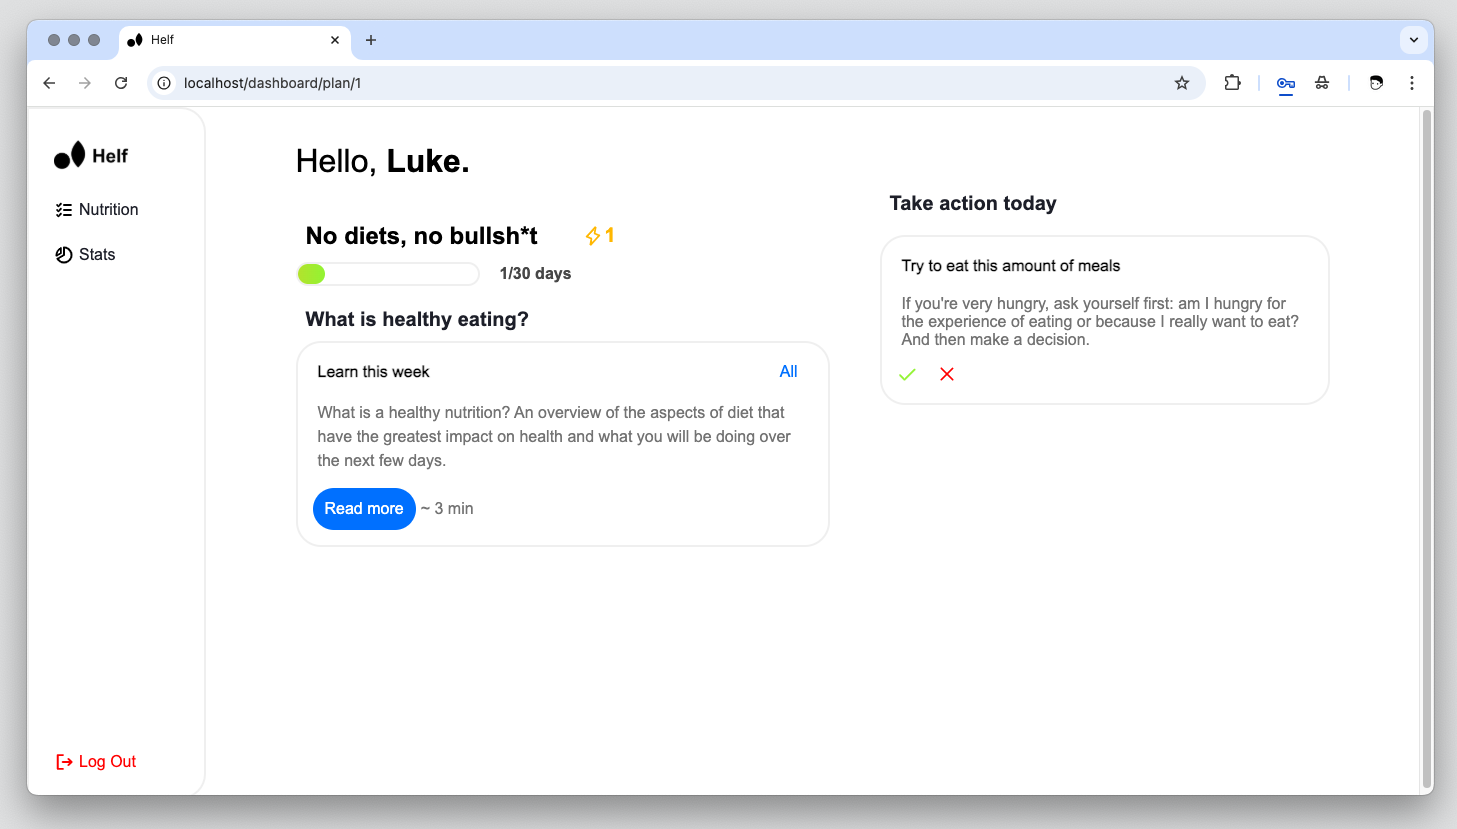 Helf
localhost/dashboard/plan/1
Helf
Nutrition
Stats
Log Out
Hello, Luke.
No diets, no bullsh*t
1
1/30 days
What is healthy eating?
Learn this week
All
What is a healthy nutrition? An overview of the aspects of diet that
have the greatest impact on health and what you will be doing over
the next few days.
Read more
~ 3 min
Take action today
Try to eat this amount of meals
If you're very hungry, ask yourself first: am I hungry for
the experience of eating or because I really want to eat?
And then make a decision.